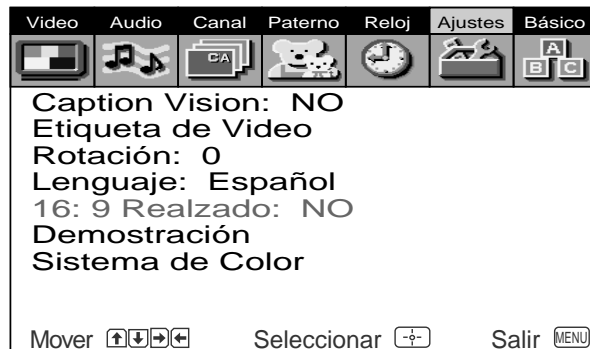 Video Audio Canal Paterno Reloj Ajustes Básico
CA
A
B C
Caption Vision: NO
Etiqueta de Video
Rotación: 0
Lenguaje: Español
16: 9 Realzado: NO
Demostración
Sistema de Color
Mover Seleccionar Salir MENU